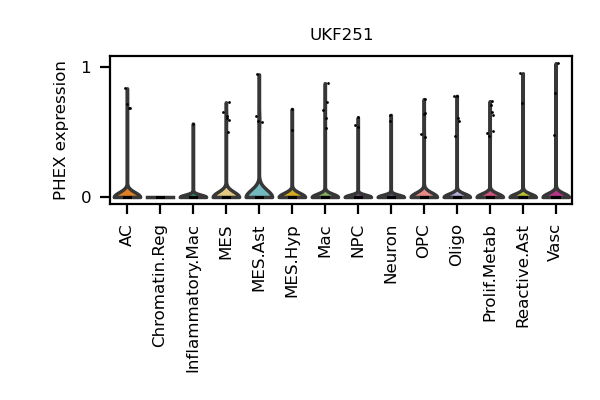 UKF251
PHEX expression
1
0
AC
Chromatin.Reg
Inflammatory.Mac
MES
MES.Ast
MES.Hyp
Mac
NPC
Neuron
OPC
Oligo
Prolif.Metab
Reactive.Ast
Vasc